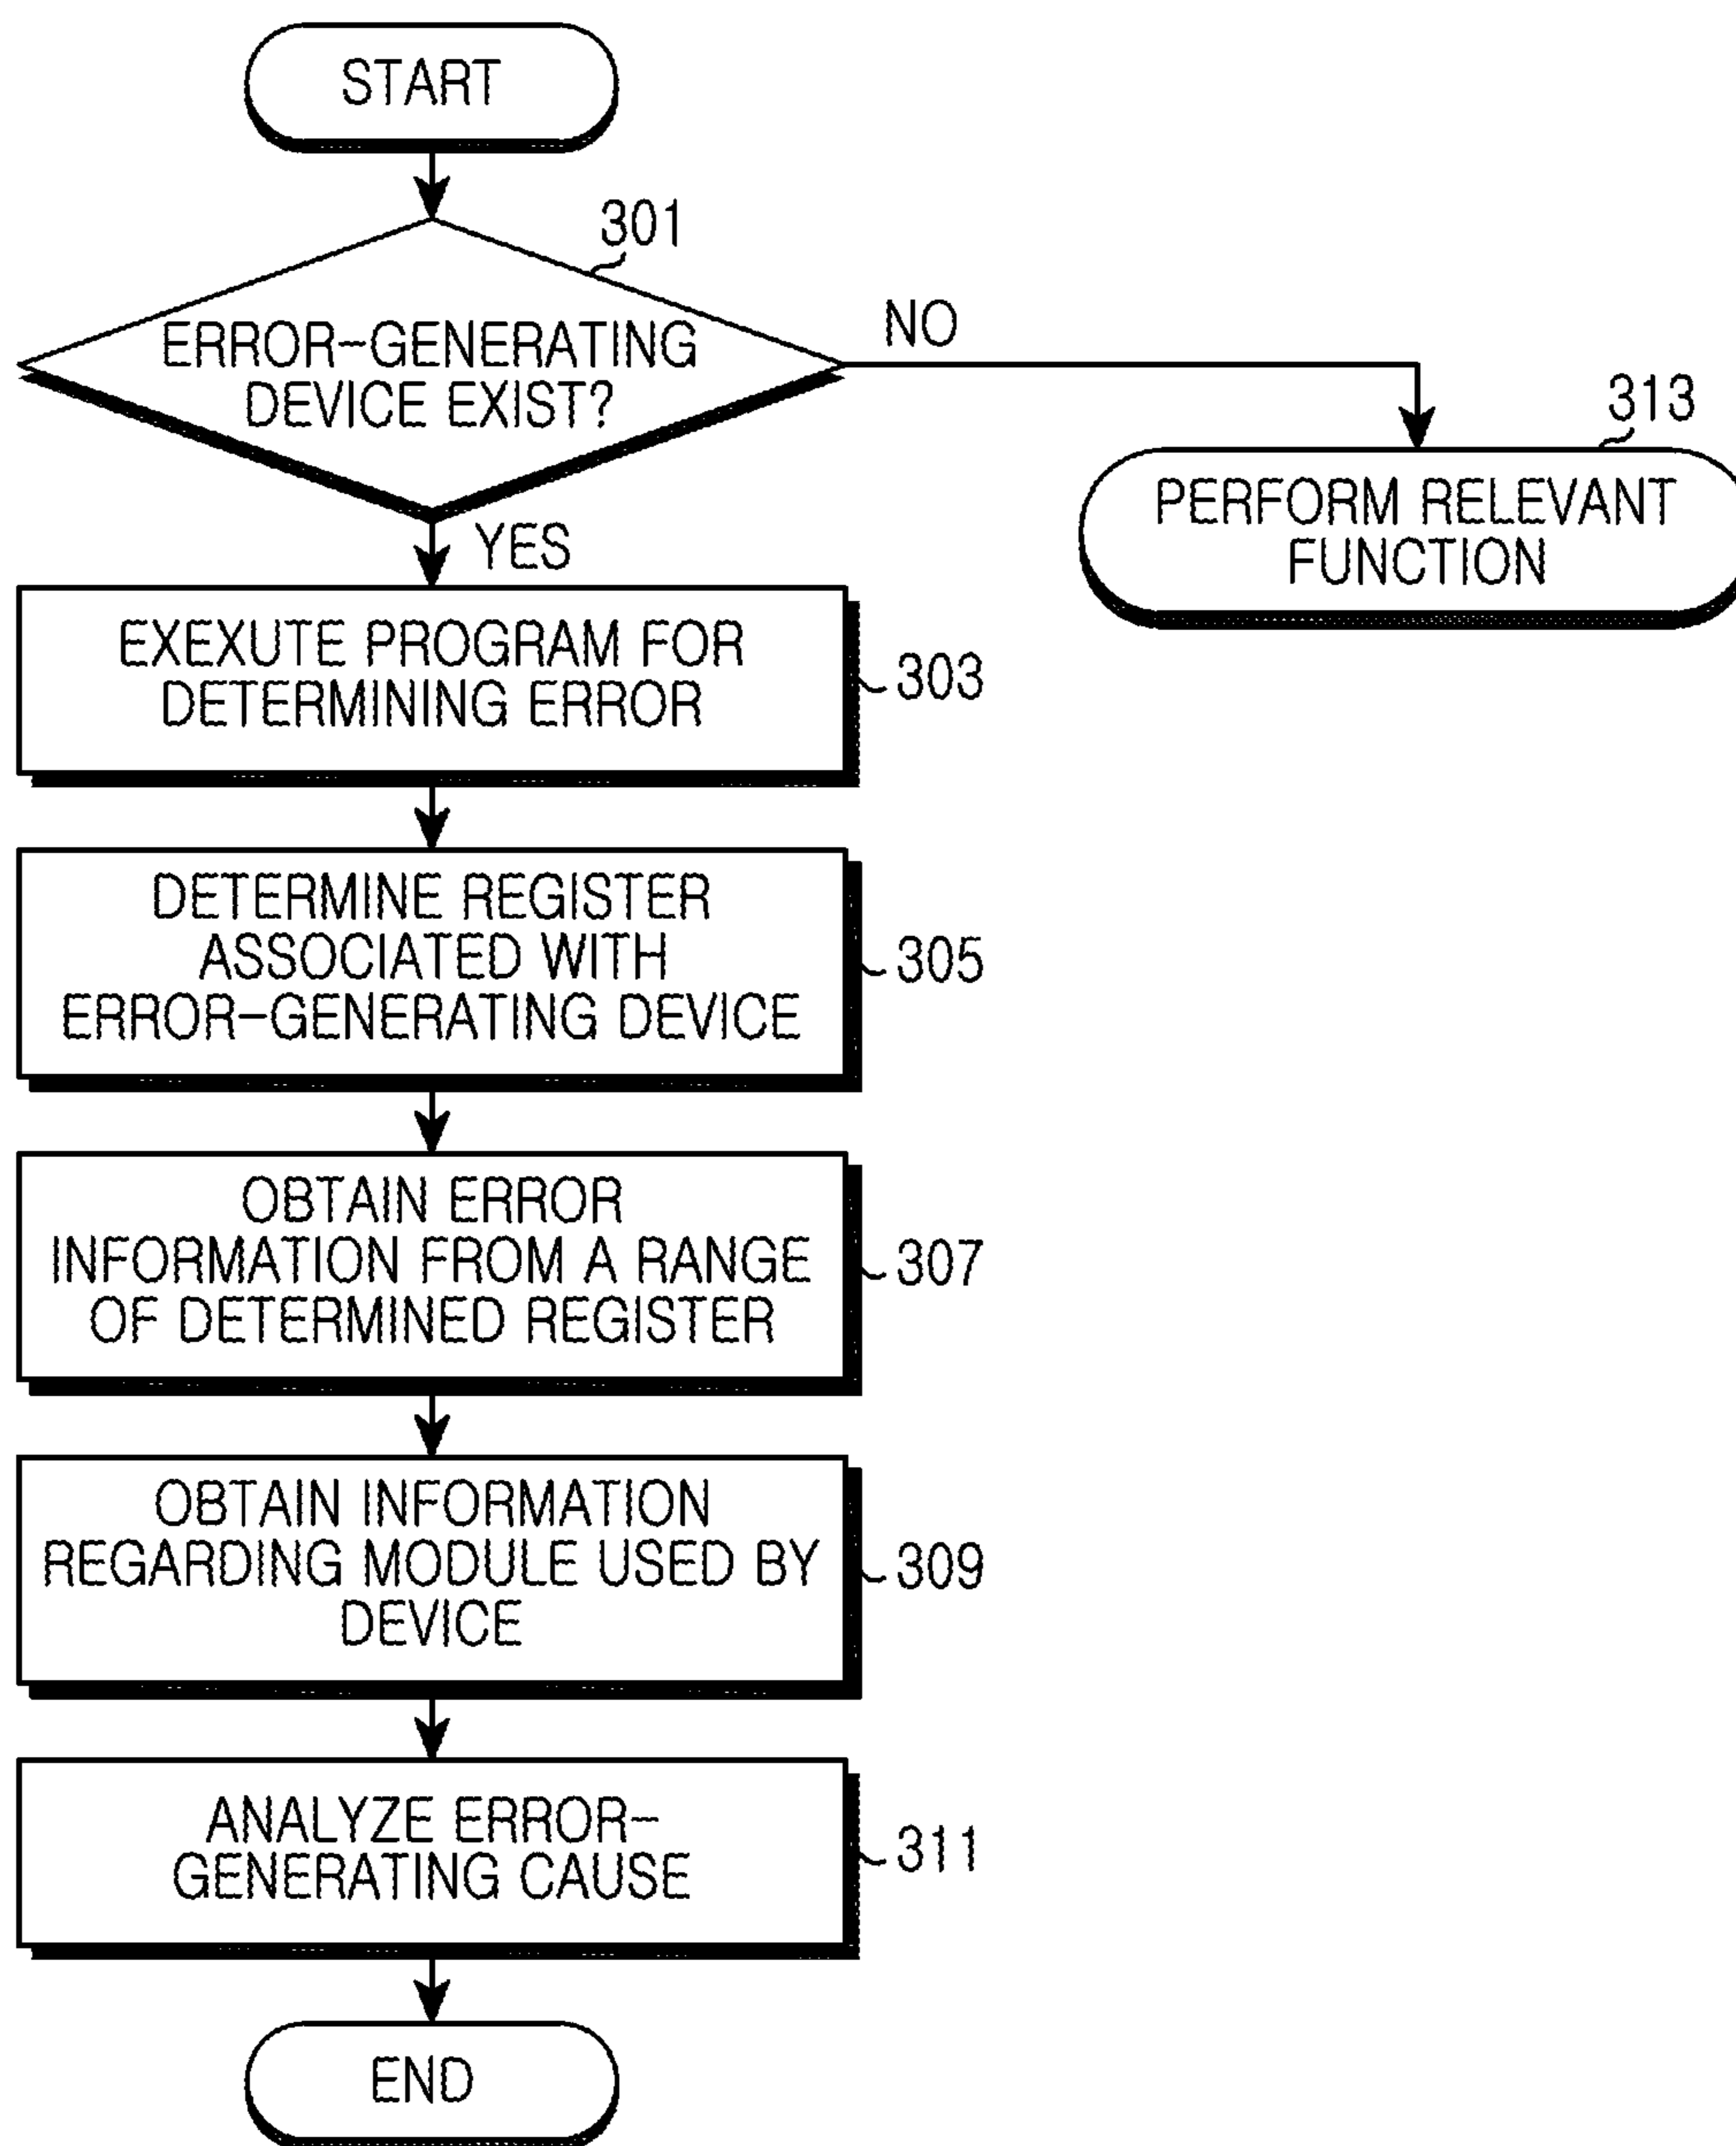 START
301
ERROR-GENERATING
DEVICE EXIST?
NO
313
PERFORM RELEVANT
FUNCTION
YES
EXEXUTE PROGRAM FOR
DETERMINING ERROR
303
DETERMINE REGISTER
ASSOCIATED WITH
ERROR-GENERATING DEVICE
305
OBTAIN ERROR
INFORMATION FROM A RANGE
OF DETERMINED REGISTER
307
OBTAIN INFORMATION
REGARDING MODULE USED BY
DEVICE
309
ANALYZE ERROR-
GENERATING CAUSE
311
END